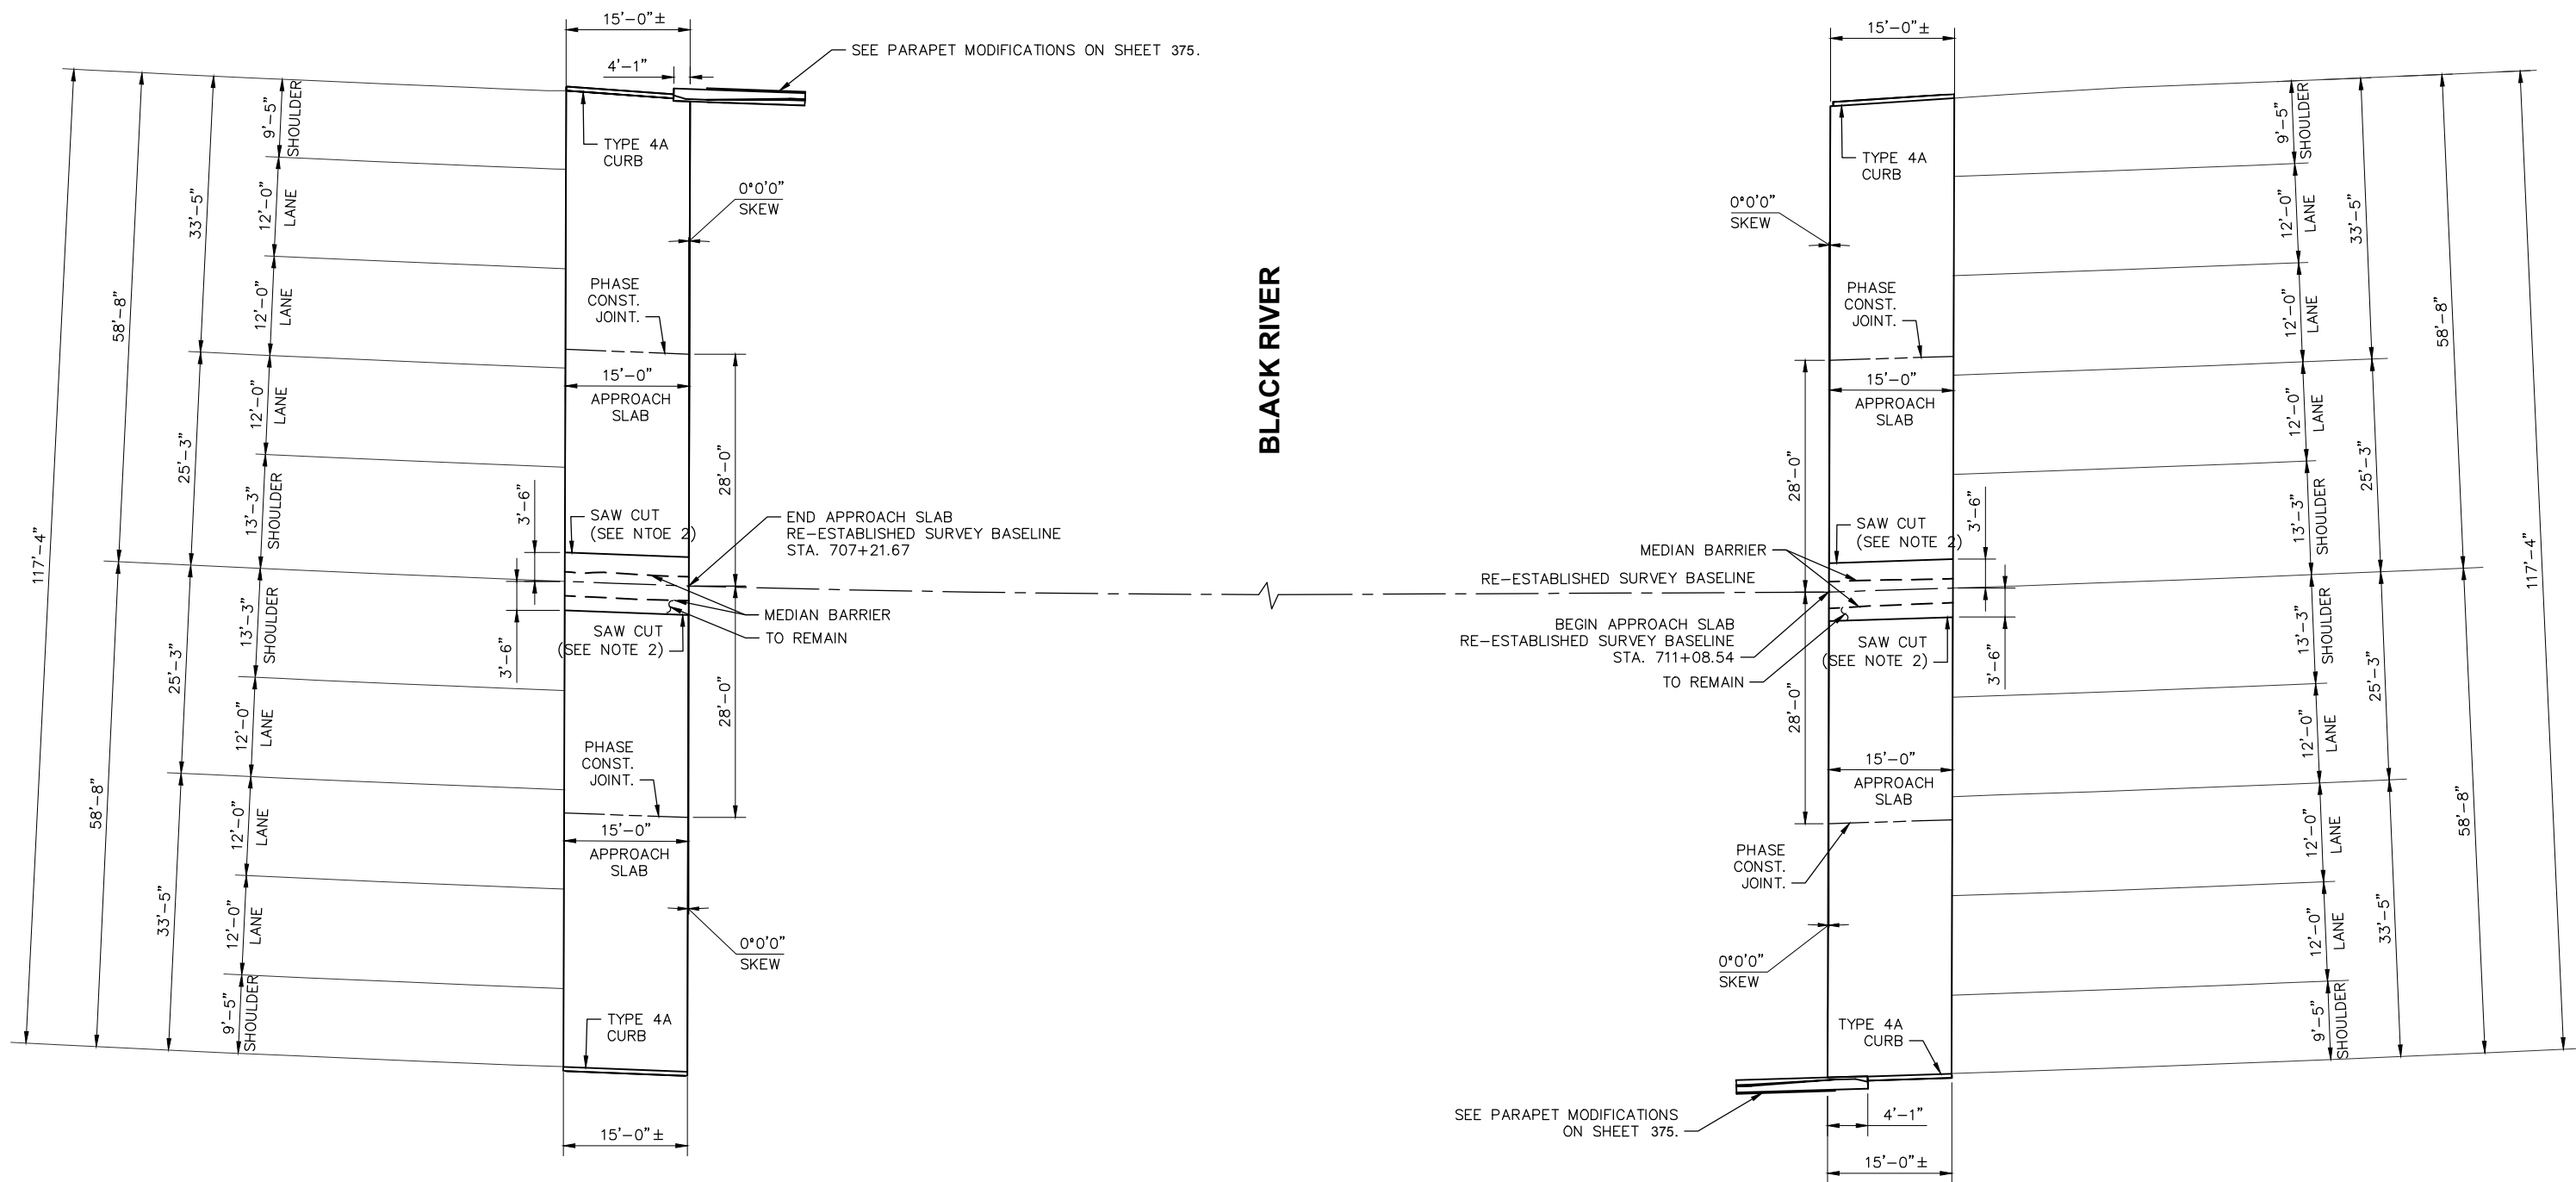 15'-0"±
4'-1"
SEE PARAPET MODIFICATIONS ON SHEET 375.
117'-4"
58'-8"
58'-8"
33'-5"
25'-3"
25'-3"
33'-5"
9'-5"
SHOULDER
12'-0"
LANE
12'-0"
LANE
12'-0"
LANE
13'-3"
SHOULDER
13'-3"
SHOULDER
12'-0"
LANE
12'-0"
LANE
12'-0"
LANE
9'-5"
SHOULDER
TYPE 4A
CURB
0°0'0"
SKEW
PHASE
CONST.
JOINT.
15'-0"
APPROACH
SLAB
28'-0"
3'-6"
SAW CUT
(SEE NTOE 2)
END APPROACH SLAB
RE-ESTABLISHED SURVEY BASELINE
STA. 707+21.67
MEDIAN BARRIER
TO REMAIN
SAW CUT
(SEE NOTE 2)
3'-6"
28'-0"
PHASE
CONST.
JOINT.
15'-0"
APPROACH
SLAB
0°0'0"
SKEW
TYPE 4A
CURB
15'-0"±
BLACK RIVER
15'-0"±
TYPE 4A
CURB
0°0'0"
SKEW
PHASE
CONST.
JOINT.
15'-0"
APPROACH
SLAB
28'-0"
SAW CUT
(SEE NOTE 2)
3'-6"
MEDIAN BARRIER
RE-ESTABLISHED SURVEY BASELINE
BEGIN APPROACH SLAB
RE-ESTABLISHED SURVEY BASELINE
STA. 711+08.54
TO REMAIN
SAW CUT
(SEE NOTE 2)
3'-6"
28'-0"
15'-0"
APPROACH
SLAB
PHASE
CONST.
JOINT.
0°0'0"
SKEW
TYPE 4A
CURB
SEE PARAPET MODIFICATIONS
ON SHEET 375.
4'-1"
15'-0"±
9'-5"
SHOULDER
12'-0"
LANE
12'-0"
LANE
12'-0"
LANE
13'-3"
SHOULDER
13'-3"
SHOULDER
12'-0"
LANE
12'-0"
LANE
12'-0"
LANE
9'-5"
SHOULDER
33'-5"
25'-3"
25'-3"
33'-5"
58'-8"
58'-8"
117'-4"